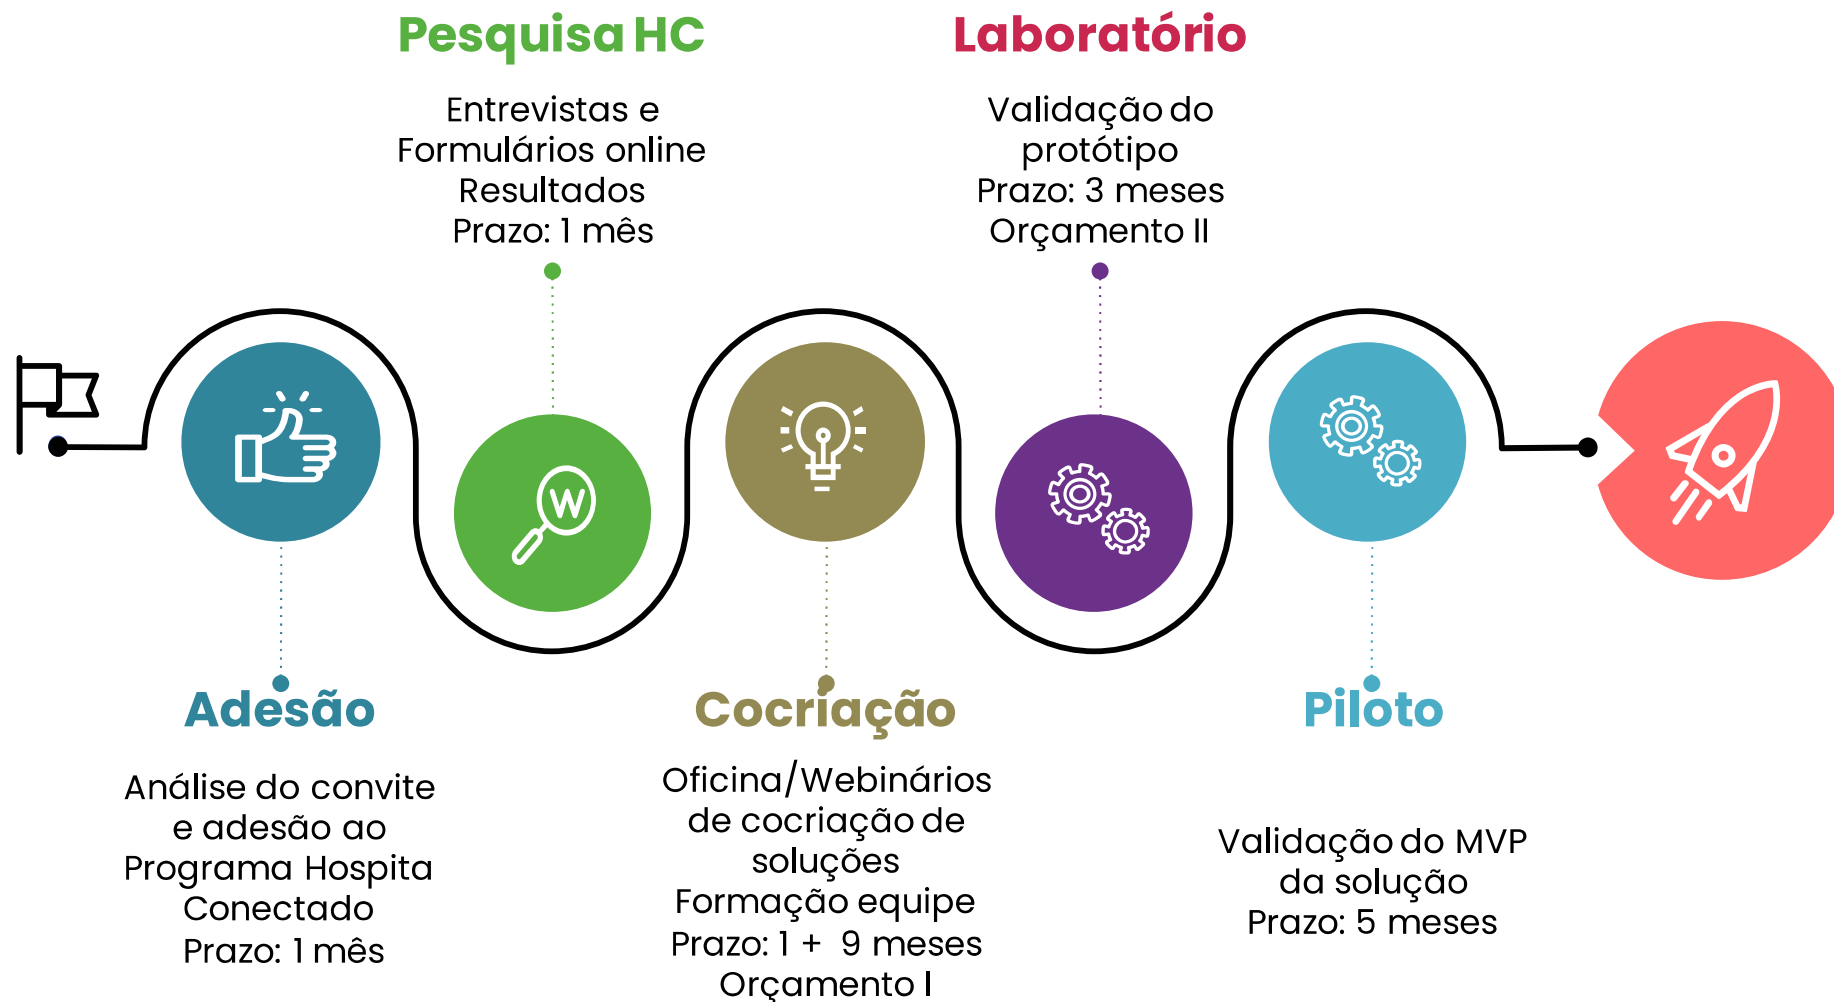 Pesquisa HC
Entrevistas e
Formulários online
Resultados
Prazo: 1 mês
Laboratório
Validação do
protótipo
Prazo: 3 meses
Orçamento II
W
Adesão
Análise do convite
e adesão ao
Programa Hospita
Conectado
Prazo: 1 mês
Cocriação
Oficina/Webinários
de cocriação de
soluções
Formação equipe
Prazo: 1 + 9 meses
Orçamento I
Piloto
Validação do MVP
da solução
Prazo: 5 meses